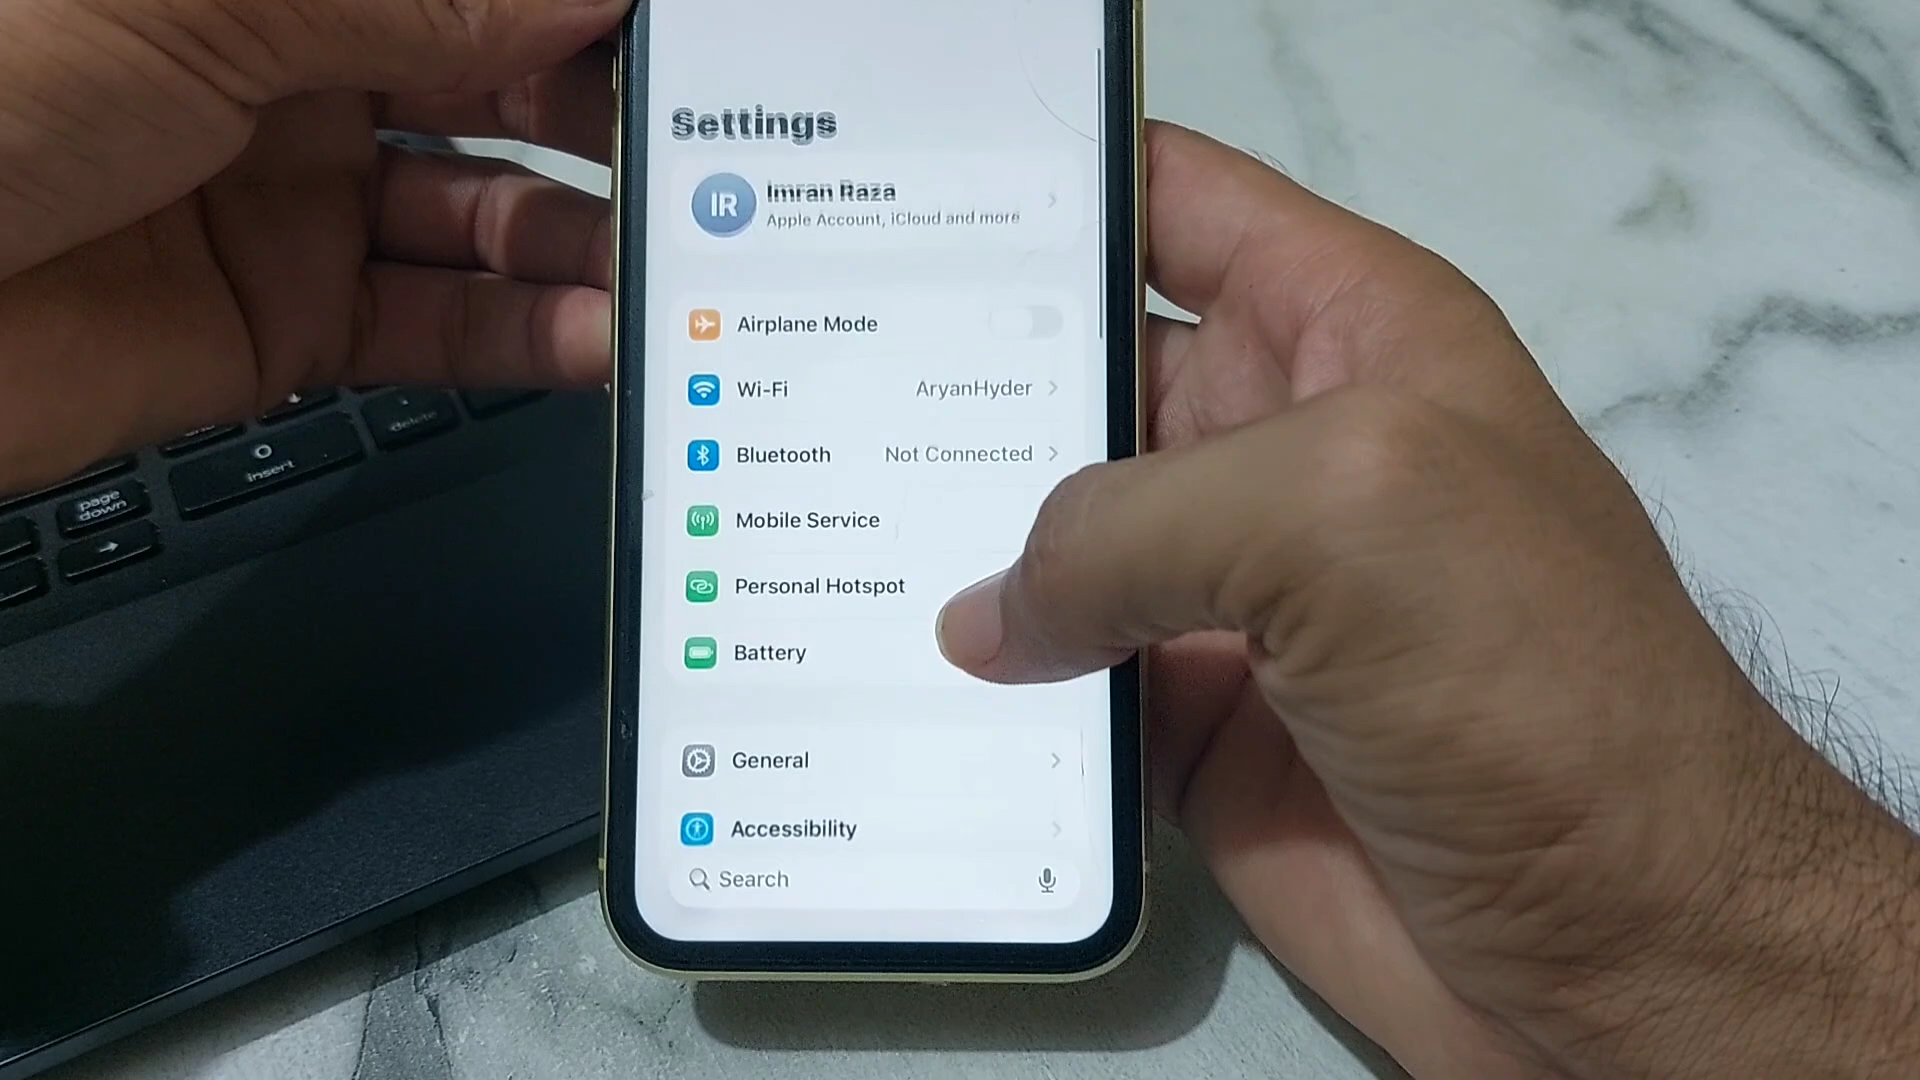 Settings
IR
Imran Raza
Apple Account, iCloud and more
Airplane Mode
Wi-Fi AryanHyder
Bluetooth Not Connected
Mobile Service
Personal Hotspot
Battery
General
Accessibility
Search
delete
insert
page down